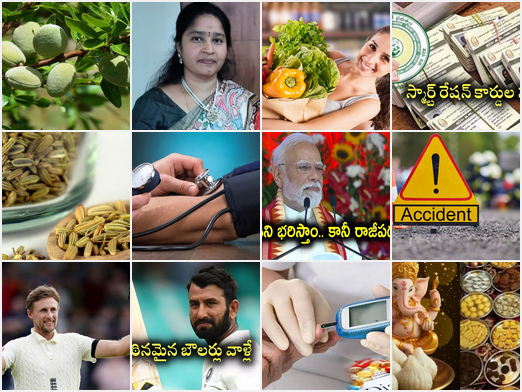 స్మార్ట్ రేషన్ కార్డుల
ని భరిస్తాం.. కానీ రాజీపడ
Accident
ఠినమైన బౌలర్లు వాళ్లే